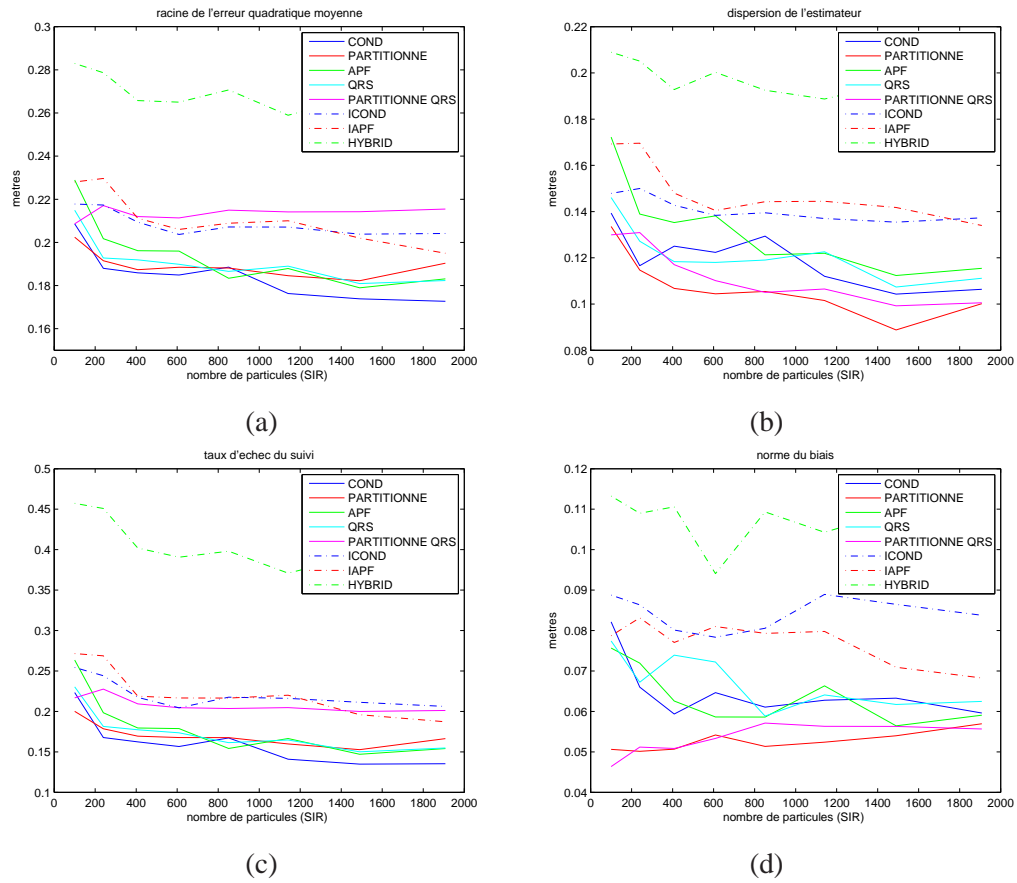 racine de l'erreur quadratique moyenne
0.3
0.28
0.26
0.24
0.22
0.2
0.18
0.16
metres
COND
PARTITIONNE
APF
QRS
PARTITIONNE QRS
ICOND
IAPF
HYBRID
0 200 400 600 800 1000 1200 1400 1600 1800 2000
nombre de particules (SIR)
(a)
dispersion de l'estimateur
0.22
0.2
0.18
0.16
0.14
0.12
0.1
0.08
metres
COND
PARTITIONNE
APF
QRS
PARTITIONNE QRS
ICOND
IAPF
HYBRID
0 200 400 600 800 1000 1200 1400 1600 1800 2000
nombre de particules (SIR)
(b)
taux d'echec du suivi
0.5
0.45
0.4
0.35
0.3
0.25
0.2
0.15
0.1
COND
PARTITIONNE
APF
QRS
PARTITIONNE QRS
ICOND
IAPF
HYBRID
0 200 400 600 800 1000 1200 1400 1600 1800 2000
nombre de particules (SIR)
(c)
norme du biais
0.12
0.11
0.1
0.09
0.08
0.07
0.06
0.05
0.04
metres
COND
PARTITIONNE
APF
QRS
PARTITIONNE QRS
ICOND
IAPF
HYBRID
0 200 400 600 800 1000 1200 1400 1600 1800 2000
nombre de particules (SIR)
(d)